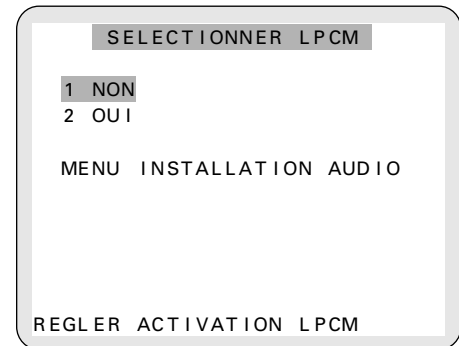 SELECTIONNER LPCM
1 NON
2 OUI
MENU INSTALLATION AUDIO
REGLER ACTIVATION LPCM